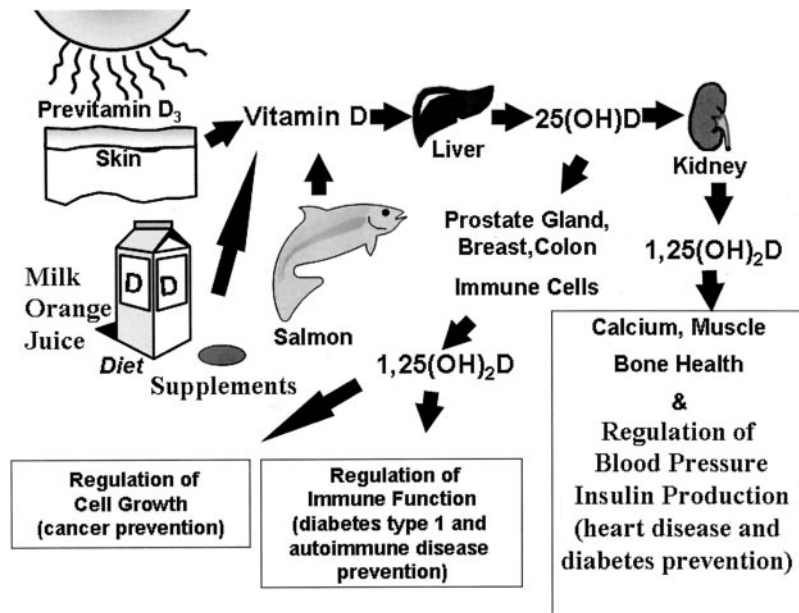 Previtamin D3
Skin
Vitamin D
Liver
25(OH)D
Kidney
Milk
Orange
Juice
D D
Diet
Supplements
Salmon
Prostate Gland,
Breast,Colon
Immune Cells
1,25(OH)2D
1,25(OH)2D
Regulation of
Cell Growth
(cancer prevention)
Regulation of
Immune Function
(diabetes type 1 and
autoimmune disease
prevention)
Calcium, Muscle
Bone Health
&
Regulation of
Blood Pressure
Insulin Production
(heart disease and
diabetes prevention)